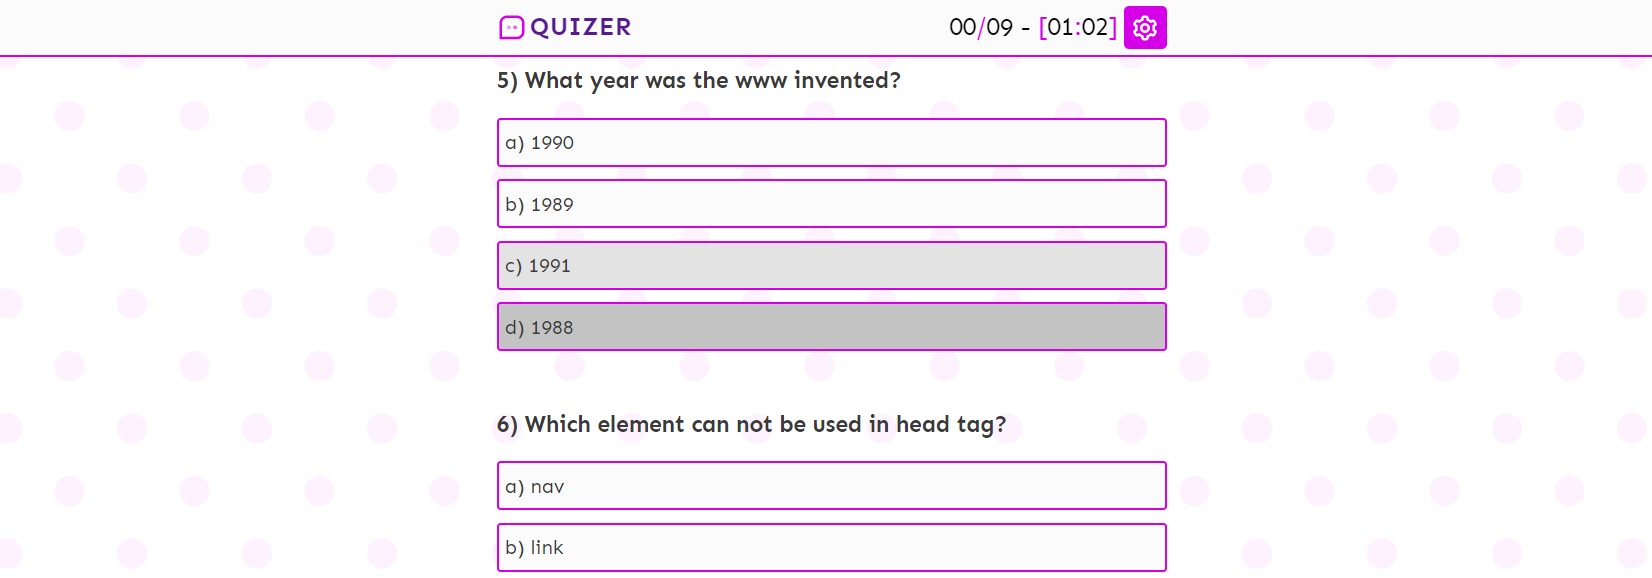 QUIZER
00/09 - [01:02]
5) What year was the www invented?
a) 1990
b) 1989
c) 1991
d) 1988
6) Which element can not be used in head tag?
a) nav
b) link